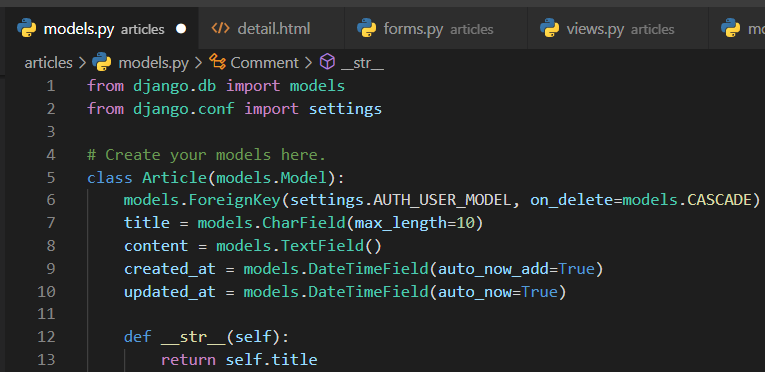 models.py articles ● detail.html forms.py articles views.py articles
articles > models.py > Comment > __str__
1 from django.db import models
2 from django.conf import settings
3
4 # Create your models here.
5 class Article(models.Model):
6     models.ForeignKey(settings.AUTH_USER_MODEL, on_delete=models.CASCADE)
7     title = models.CharField(max_length=10)
8     content = models.TextField()
9     created_at = models.DateTimeField(auto_now_add=True)
10     updated_at = models.DateTimeField(auto_now=True)
11
12     def __str__(self):
13         return self.title